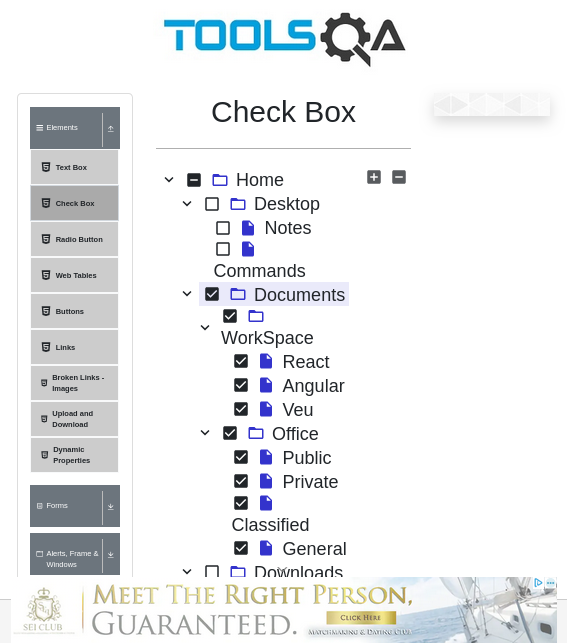 TOOLSQA
Elements
Text Box
Check Box
Radio Button
Web Tables
Buttons
Links
Broken Links -
Images
Upload and
Download
Dynamic
Properties
Forms
Alerts, Frame &
Windows
Check Box
Home
Desktop
Notes
Commands
Documents
WorkSpace
React
Angular
Veu
Office
Public
Private
Classified
General
Downloads
SEI CLUB
MEET THE RIGHT PERSON,
GUARANTEED.
CLICK HERE
MATCHMAKING & DATING CLUB